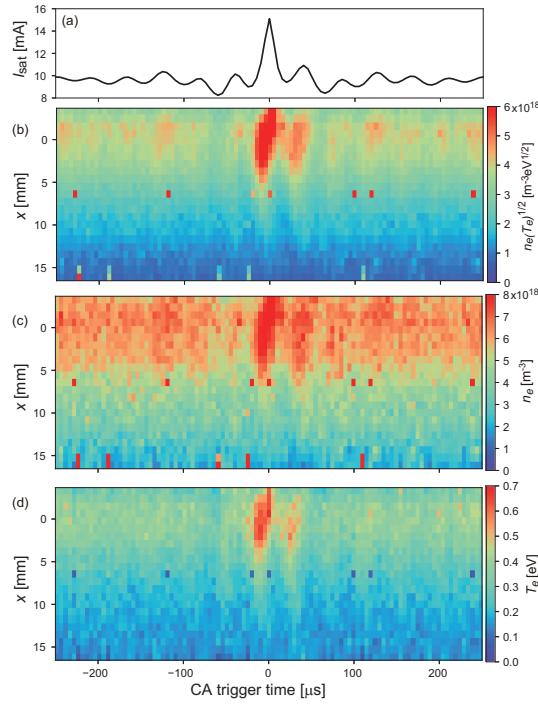 (a)
I_sat [mA]
16
14
12
10
8
(b)
x [mm]
0
5
10
15
6x10^18
5
4
3
2
1
0
n_e(T_e)^1/2 [m^-3 eV^1/2]
(c)
x [mm]
0
5
10
15
8x10^18
7
6
5
4
3
2
1
0
n_e [m^-3]
(d)
x [mm]
0
5
10
15
0.7
0.6
0.5
0.4
0.3
0.2
0.1
0.0
T_e [eV]
−200 −100 0 100 200
CA trigger time [μs]